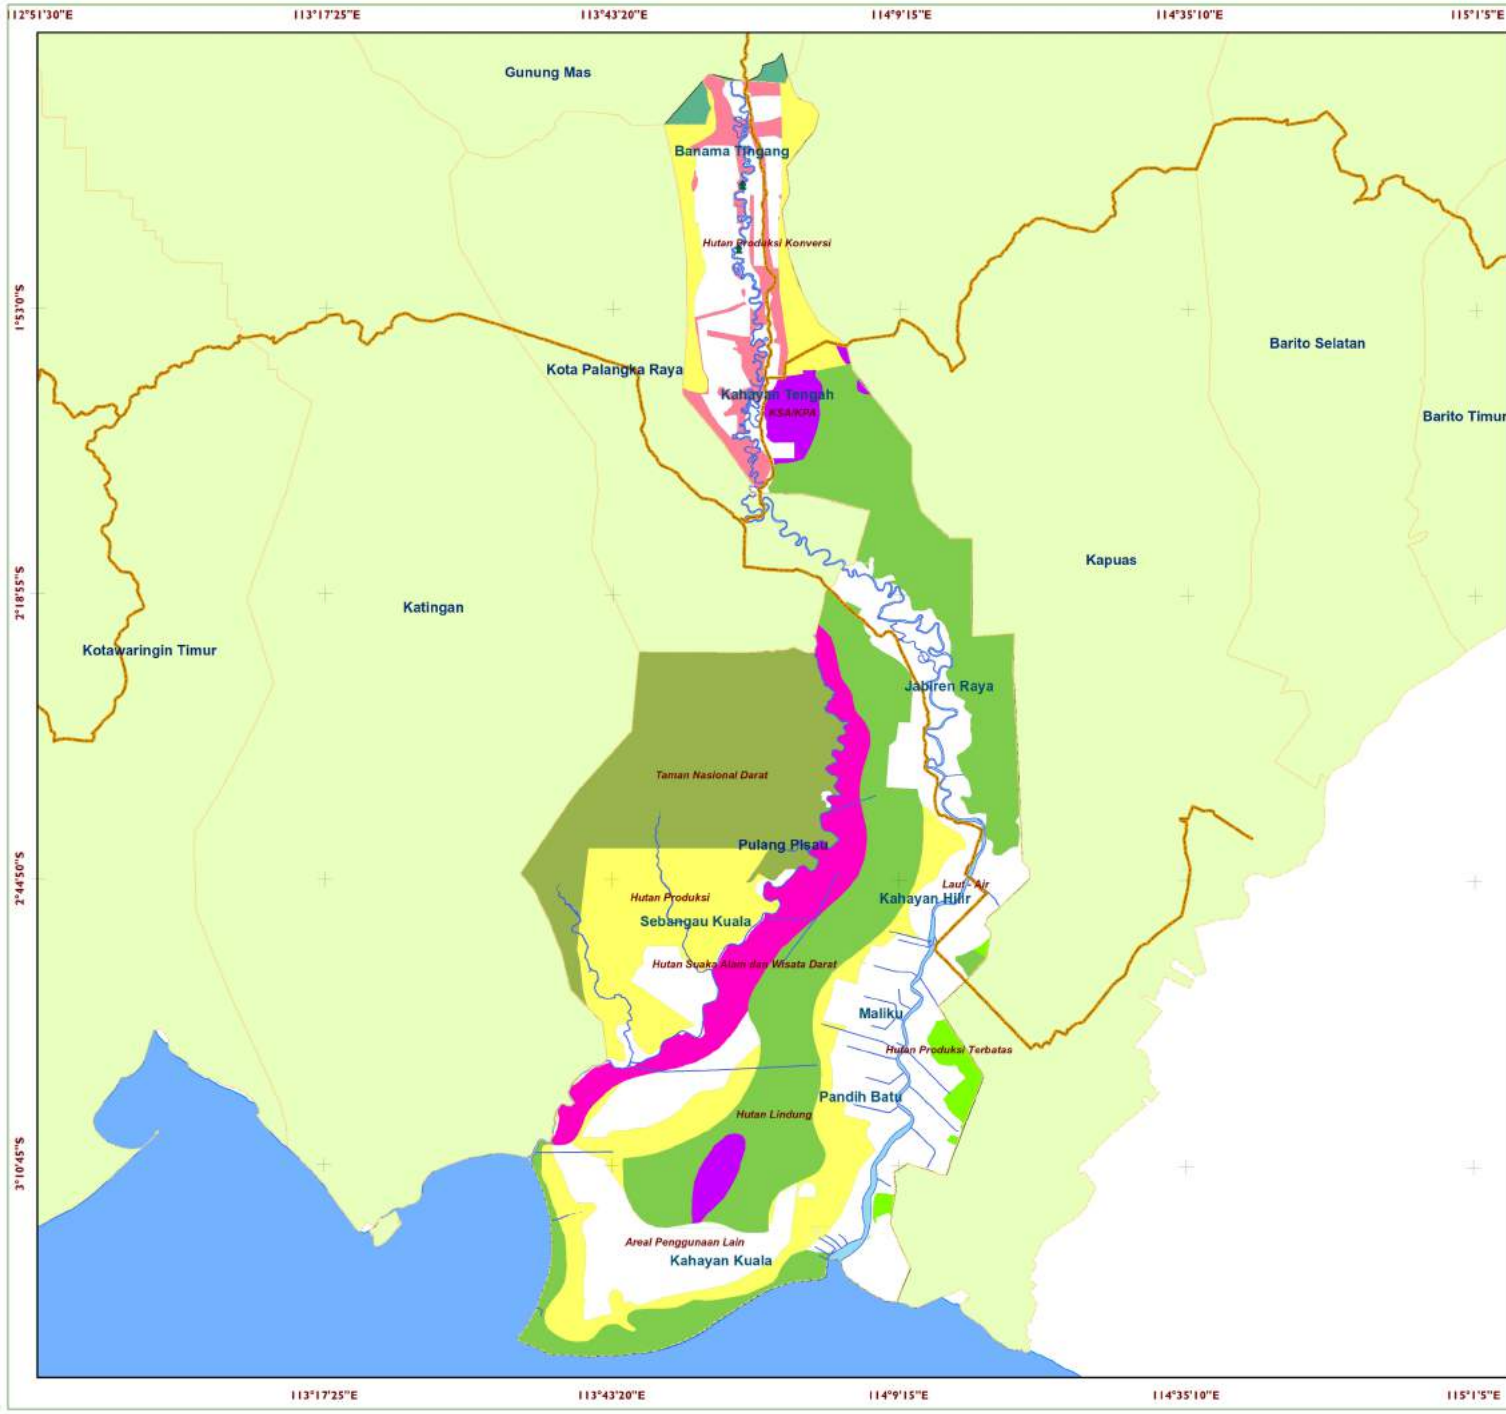 112°51'30"E 113°17'25"E 113°43'20"E 114°9'15"E 114°35'10"E 115°1'5"E
Gunung Mas
Banama Tingang
Hutan Produksi Konversi
1°53'0"S
Barito Selatan
Kota Palangka Raya
Kahayan Tengah
KSA/KPA
Barito Timur
Kapuas
2°18'55"S
Katingan
Kotawaringin Timur
Jabiren Raya
Taman Nasional Darat
Pulang Pisau
2°44'50"S
Laut - Air
Hutan Produksi
Kahayan Hilir
Sebangau Kuala
Hutan Suaka Alam dan Wisata Darat
Maliku
Hutan Produksi Terbatas
Pandih Batu
Hutan Lindung
3°10'45"S
Areal Penggunaan Lain
Kahayan Kuala
113°17'25"E 113°43'20"E 114°9'15"E 114°35'10"E 115°1'5"E